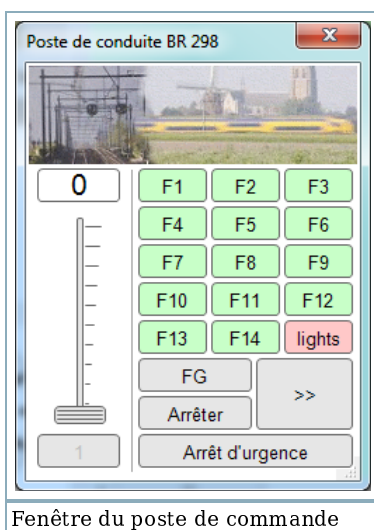 Poste de conduite BR 298
0
F1 F2 F3
F4 F5 F6
F7 F8 F9
F10 F11 F12
F13 F14 lights
FG
>>
Arrêter
1
Arrêt d'urgence
Fenêtre du poste de commande